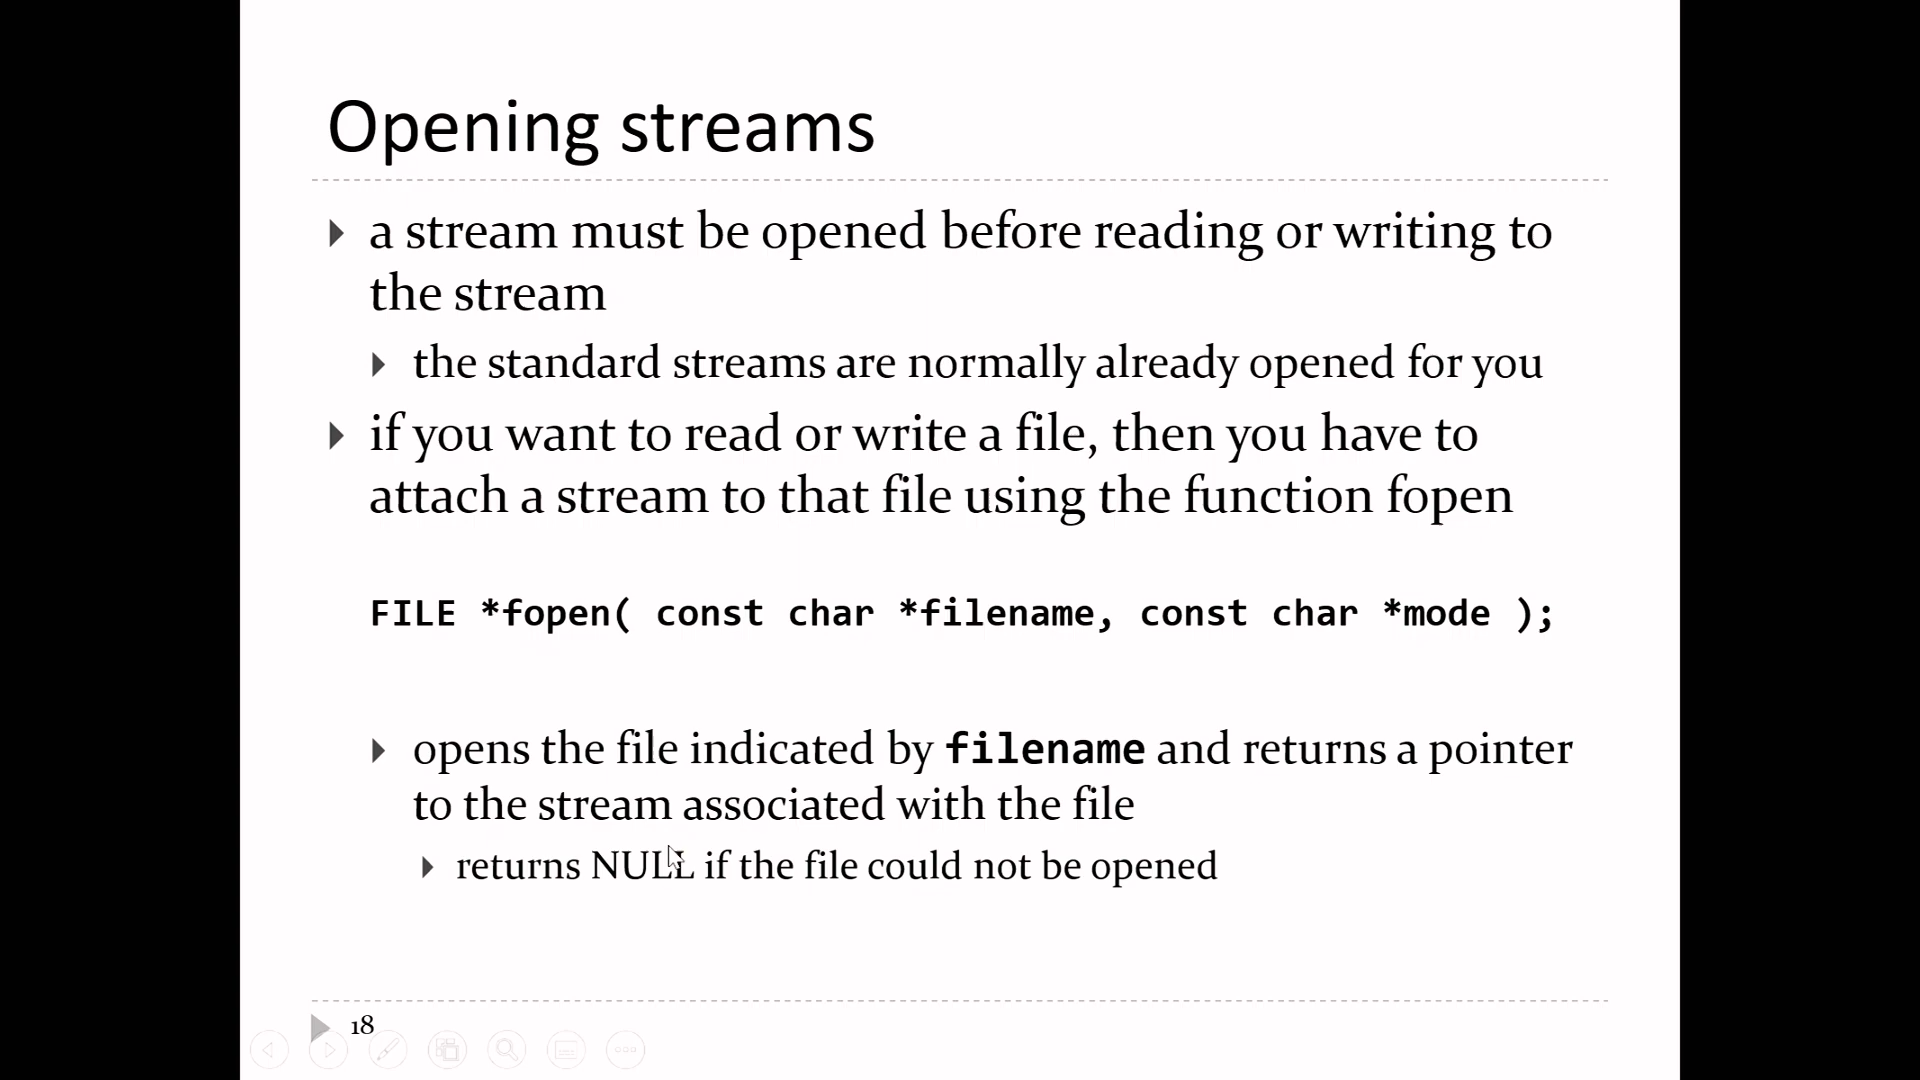 Opening streams
a stream must be opened before reading or writing to
the stream
the standard streams are normally already opened for you
if you want to read or write a file, then you have to
attach a stream to that file using the function fopen
FILE *fopen( const char *filename, const char *mode );
opens the file indicated by filename and returns a pointer
to the stream associated with the file
returns NULL if the file could not be opened
18